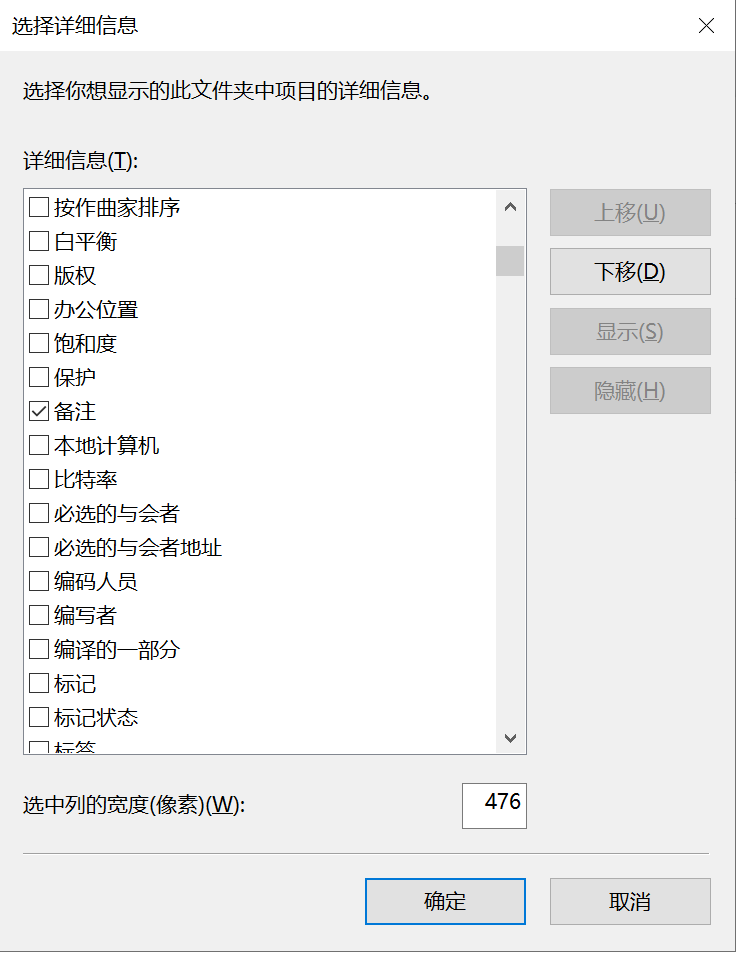 选择详细信息
选择你想显示的此文件夹中项目的详细信息。
详细信息(T):
按作曲家排序
白平衡
版权
办公位置
饱和度
保护
备注
本地计算机
比特率
必选的与会者
必选的与会者地址
编码人员
编写者
编译的一部分
标记
标记状态
标签
上移(U)
下移(D)
显示(S)
隐藏(H)
选中列的宽度(像素)(W):
476
确定
取消